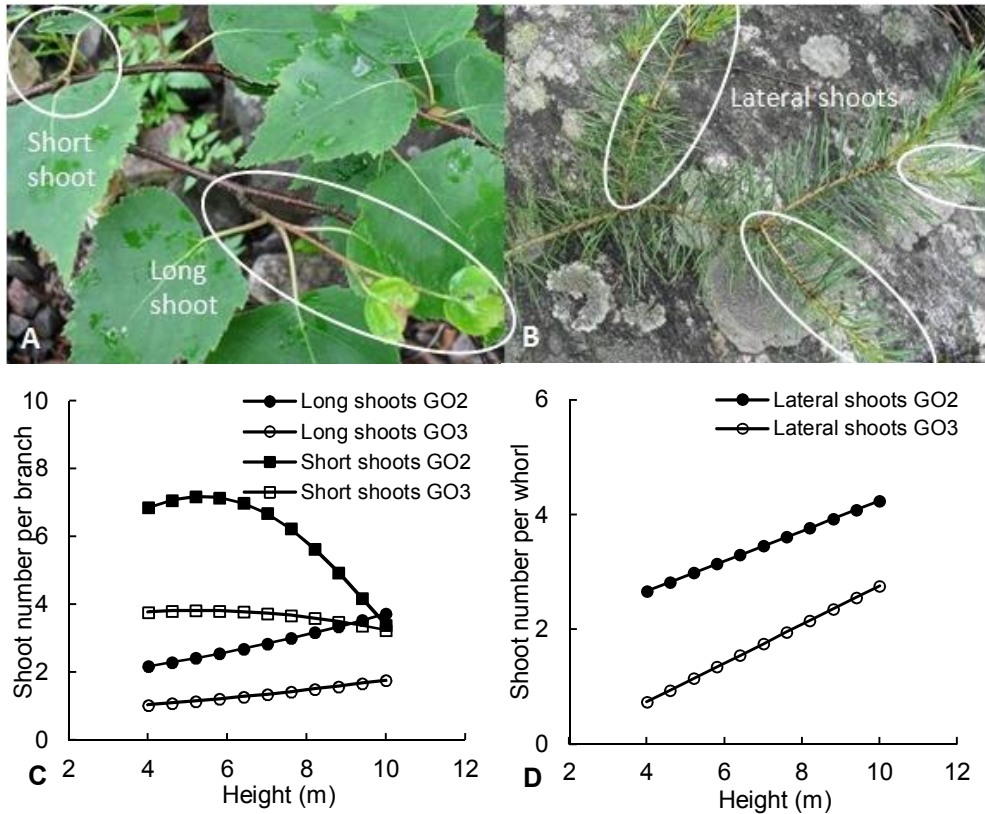 Short
shoot
Long
shoot
A
Lateral shoots
B
Long shoots GO2
Long shoots GO3
Short shoots GO2
Short shoots GO3
Shoot number per branch
10
8
6
4
2
0
2 4 6 8 10 12
Height (m)
C
Lateral shoots GO2
Lateral shoots GO3
Shoot number per whorl
6
4
2
0
2 4 6 8 10 12
Height (m)
D